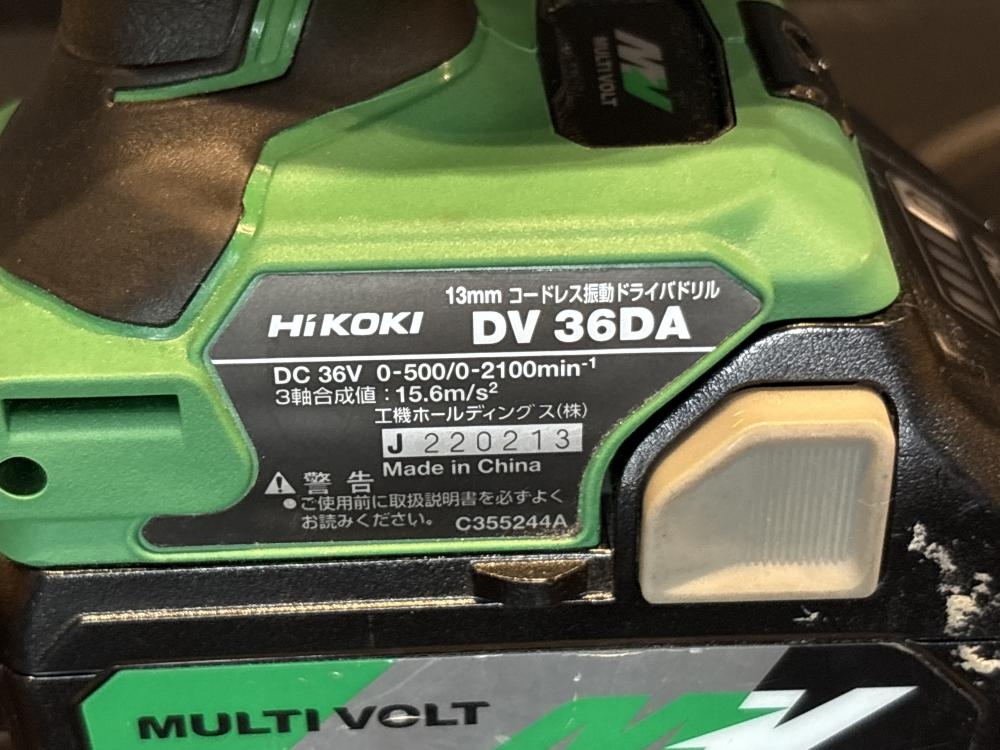 MV
MULTIVOLT
13mm コードレス振動ドライバドリル
HiKOKI DV 36DA
DC 36V 0-500/0-2100min⁻¹
3軸合成値：15.6m/s²
工機ホールディングス(株)
J 220213
Made in China
⚠警告
●ご使用前に取扱説明書を必ずよく
お読みください。 C355244A
MULTI VOLT MV